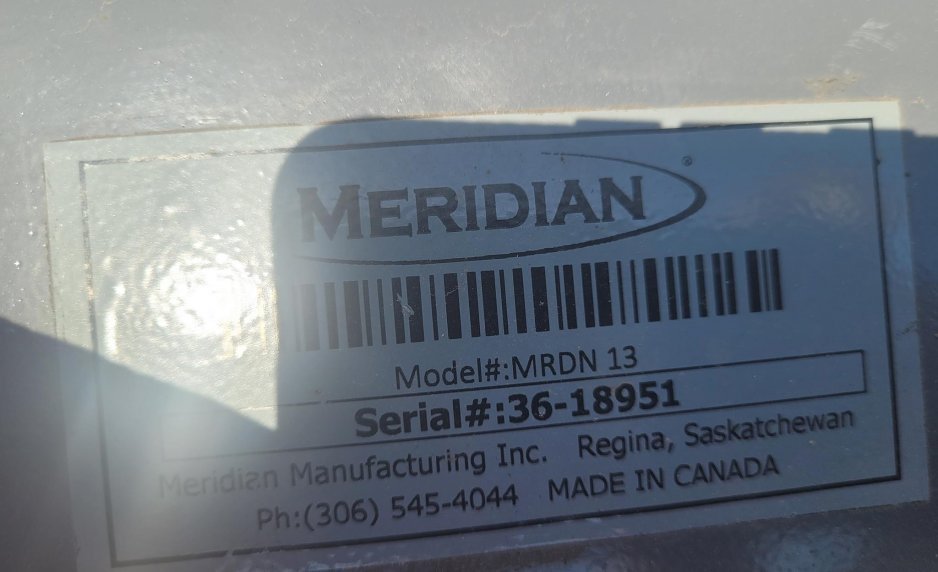 MERIDIAN®
Model#:MRDN 13
Serial#:36-18951
Meridian Manufacturing Inc. Regina, Saskatchewan
Ph:(306) 545-4044 MADE IN CANADA